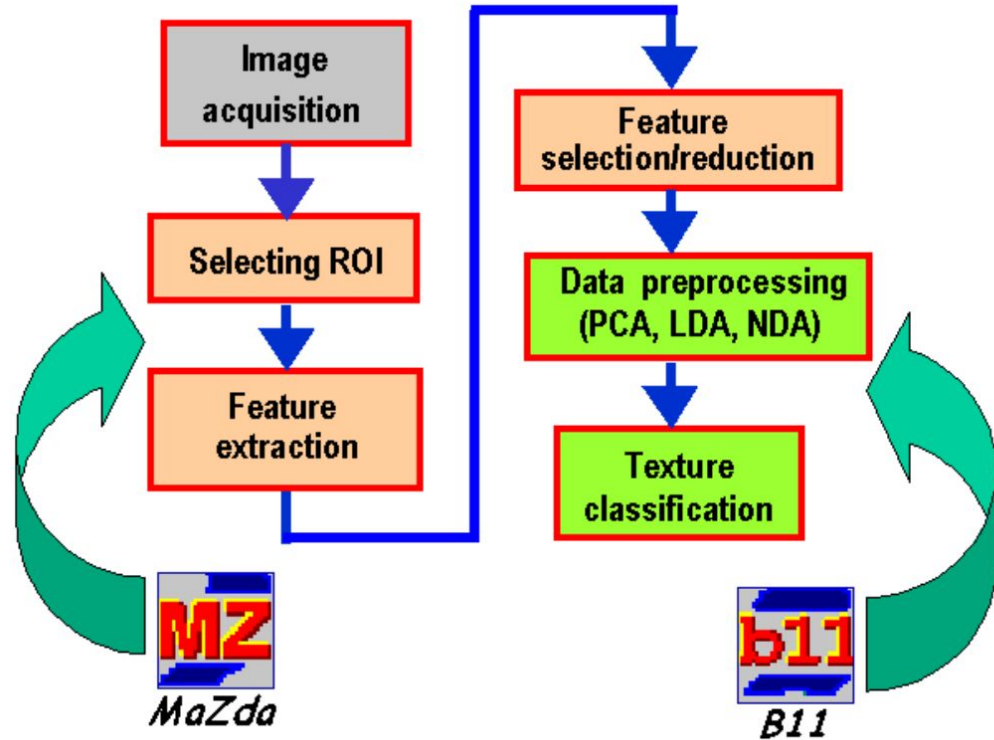 Image
acquisition
Selecting ROI
Feature
extraction
Feature
selection/reduction
Data preprocessing
(PCA, LDA, NDA)
Texture
classification
MZ
MaZda
b11
B11